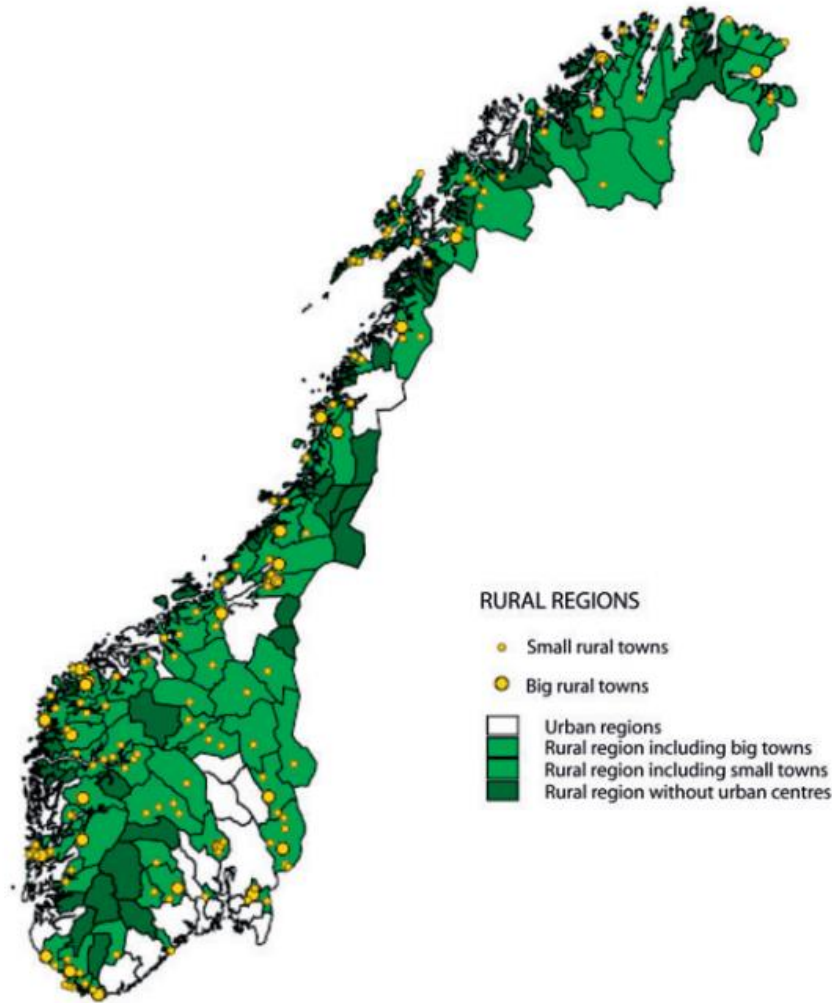 RURAL REGIONS
Small rural towns
Big rural towns
Urban regions
Rural region including big towns
Rural region including small towns
Rural region without urban centres